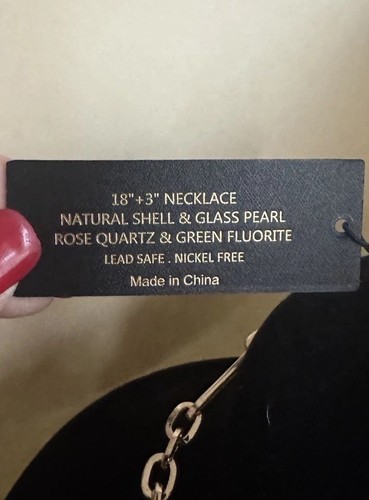 18"+3" NECKLACE
NATURAL SHELL & GLASS PEARL
ROSE QUARTZ & GREEN FLUORITE
LEAD SAFE . NICKEL FREE
Made in China